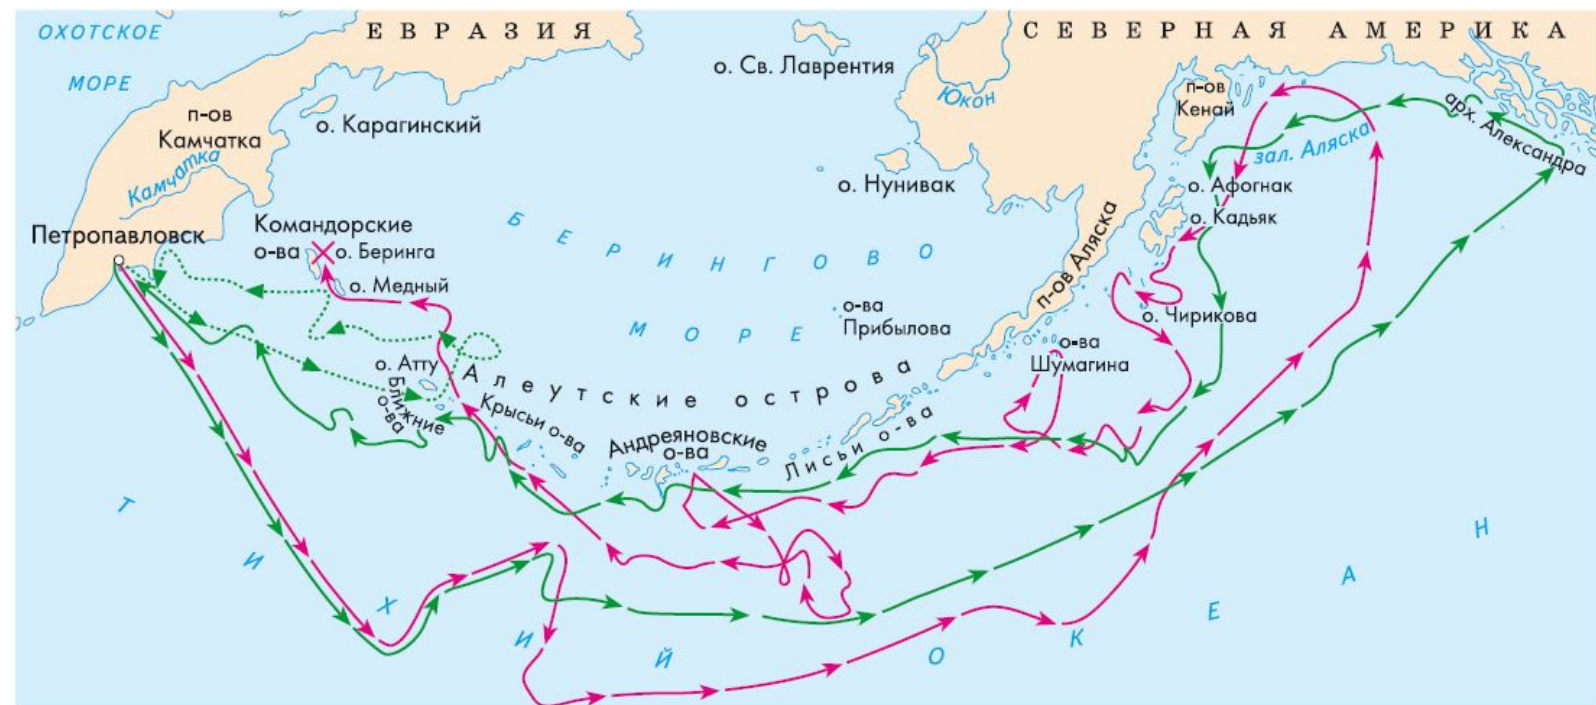 ОХОТСКОЕ
МОРЕ
ЕВРАЗИЯ
СЕВЕРНАЯ АМЕРИКА
о. Св. Лаврентия
Юкон
п-ов
Кенай
п-ов
Камчатка
о. Карагинский
Камчатка
арх. Александра
зал. Аляска
о. Нунивак
о. Афогнак
о. Кадьяк
Петропавловск
Командорские
о-ва
о. Беринга
о. Медный
БЕРИНГОВО
МОРЕ
п-ов Аляска
о-ва
Прибылова
о. Чирикова
о-ва
Шумагина
о. Атту
Ближние
о-ва
Алеутские острова
Крысьи о-ва
Андреяновские
о-ва
Лисьи о-ва
ТИХИЙ ОКЕАН